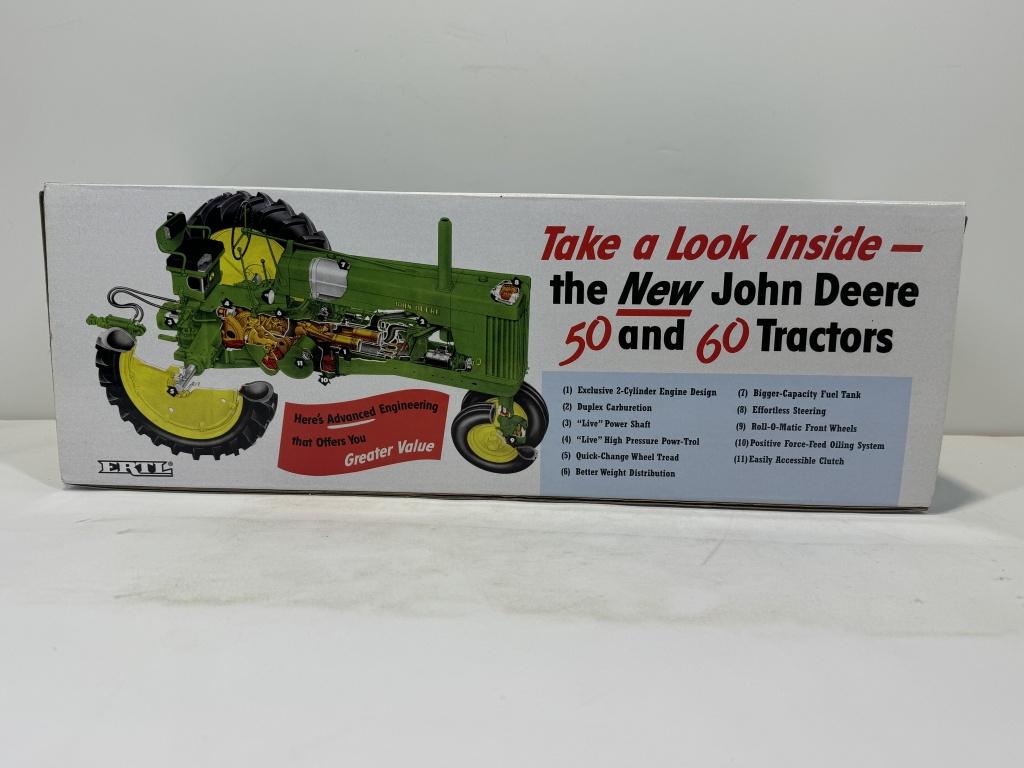 Take a Look Inside —
the New John Deere
50 and 60 Tractors
(1) Exclusive 2-Cylinder Engine Design
(2) Duplex Carburetion
(3) "Live" Power Shaft
(4) "Live" High Pressure Powr-Trol
(5) Quick-Change Wheel Tread
(6) Better Weight Distribution
(7) Bigger-Capacity Fuel Tank
(8) Effortless Steering
(9) Roll-O-Matic Front Wheels
(10) Positive Force-Feed Oiling System
(11) Easily Accessible Clutch
JOHN DEERE
Here's Advanced Engineering
that Offers You
Greater Value
ERTL®